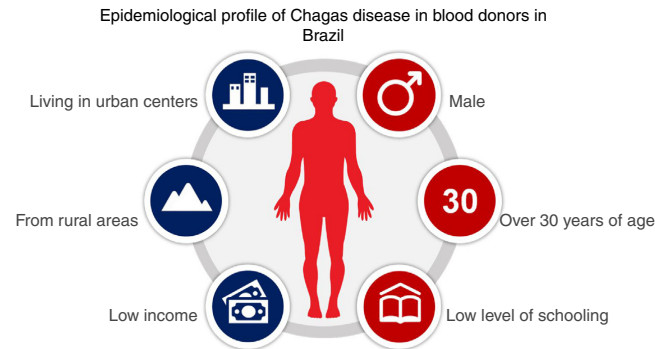 Epidemiological profile of Chagas disease in blood donors in
Brazil
Living in urban centers
Male
From rural areas
30
Over 30 years of age
Low income
Low level of schooling